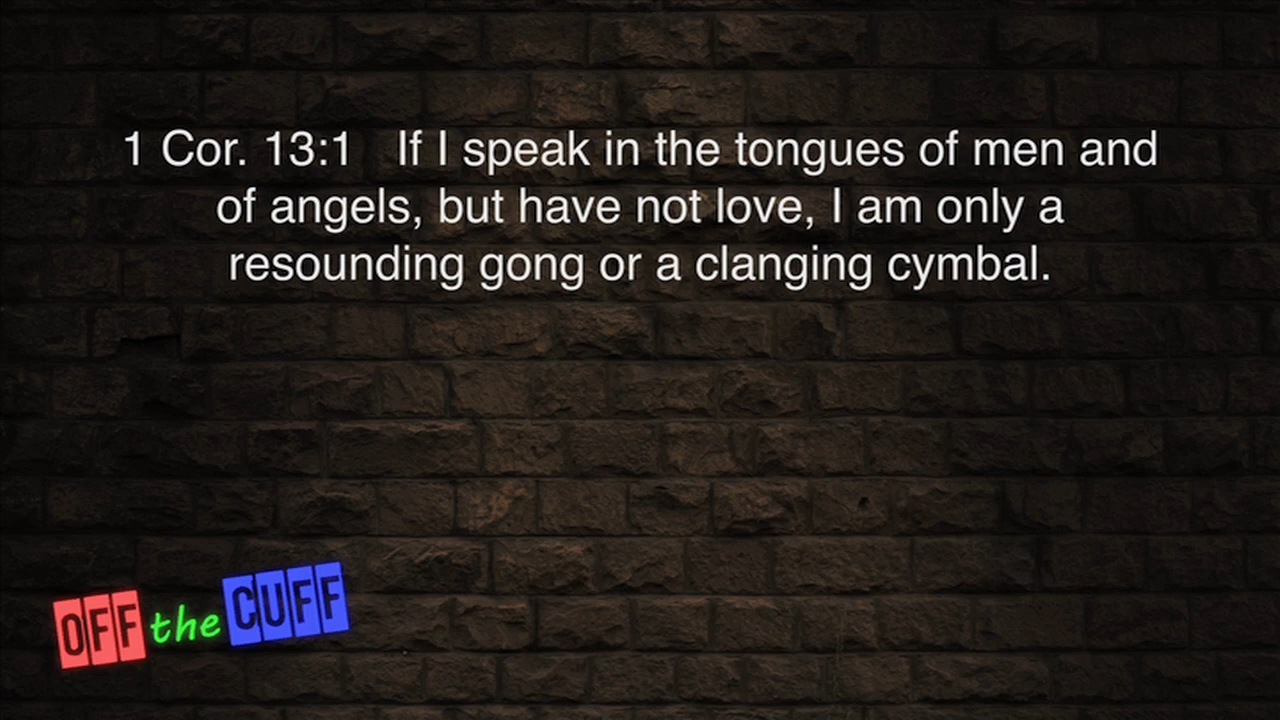 1 Cor. 13:1 If I speak in the tongues of men and
of angels, but have not love, I am only a
resounding gong or a clanging cymbal.
OFF the CUFF